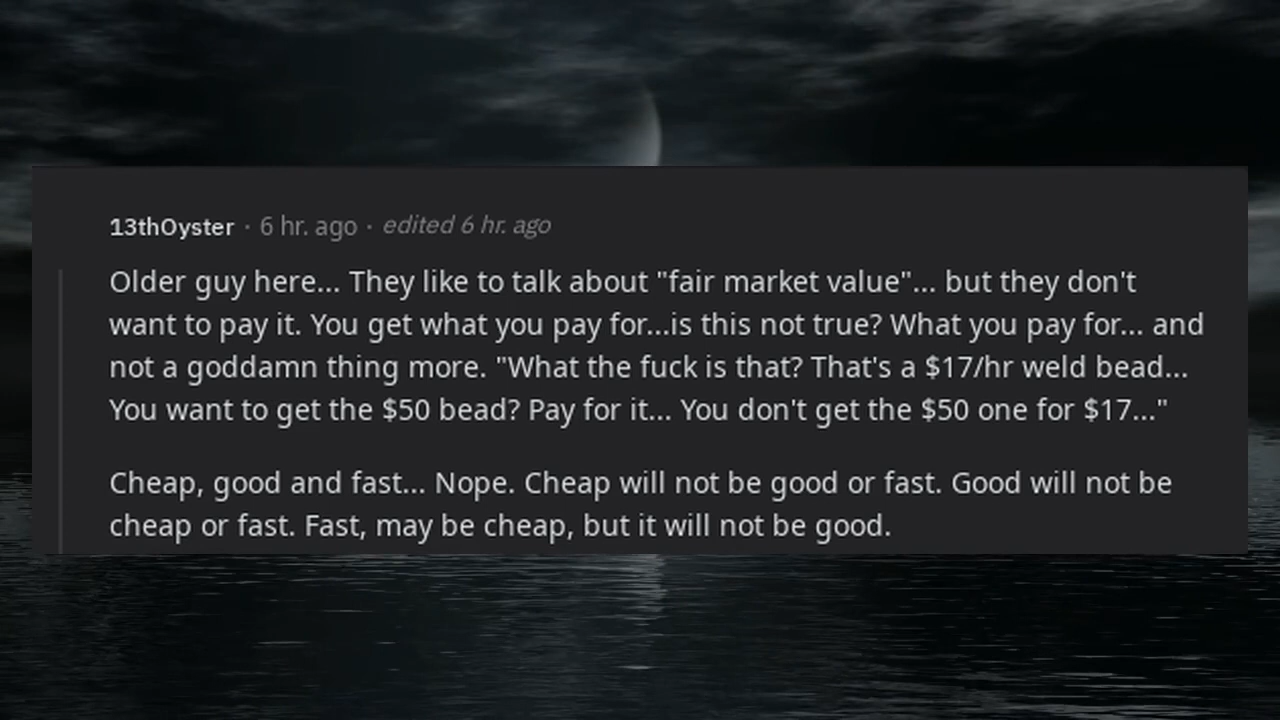 13thOyster · 6 hr. ago · edited 6 hr. ago
Older guy here... They like to talk about "fair market value"... but they don't
want to pay it. You get what you pay for...is this not true? What you pay for... and
not a goddamn thing more. "What the fuck is that? That's a $17/hr weld bead...
You want to get the $50 bead? Pay for it... You don't get the $50 one for $17..."
Cheap, good and fast... Nope. Cheap will not be good or fast. Good will not be
cheap or fast. Fast, may be cheap, but it will not be good.